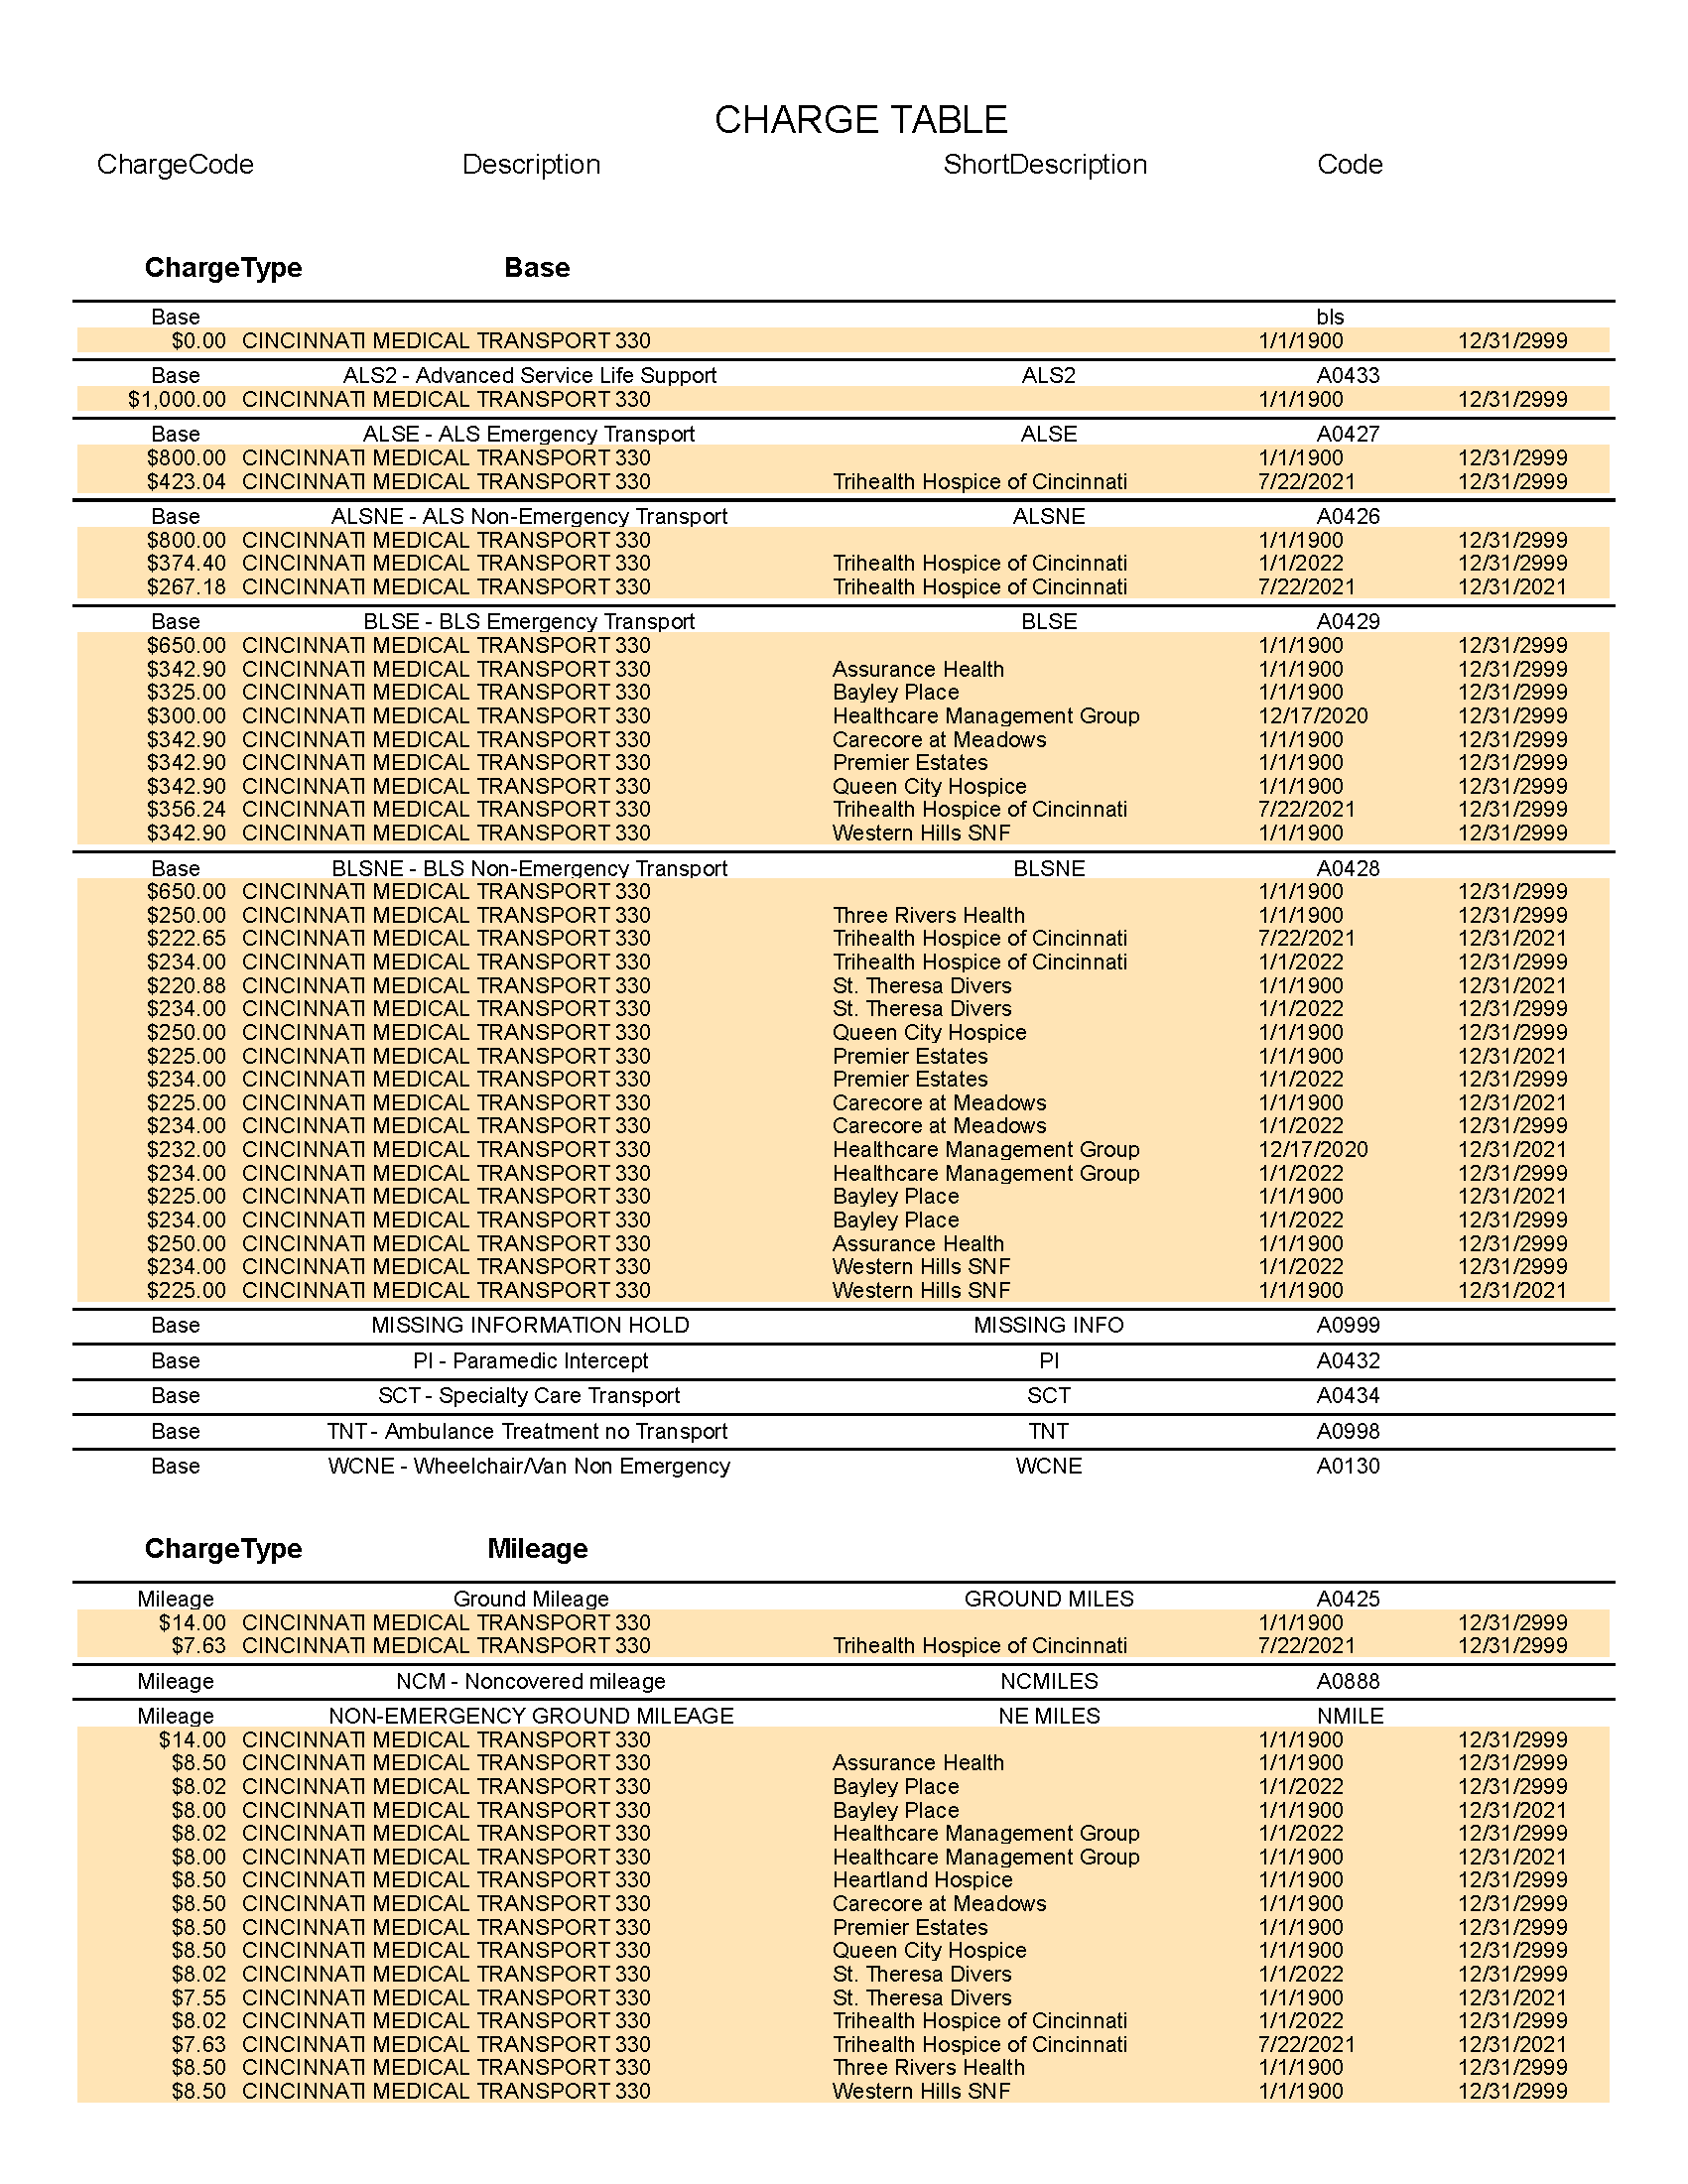 CHARGE TABLE
ChargeCode Description ShortDescription Code
ChargeType Base
Base bls
$0.00 CINCINNATI MEDICAL TRANSPORT 330 1/1/1900 12/31/2999
Base ALS2 - Advanced Service Life Support ALS2 A0433
$1,000.00 CINCINNATI MEDICAL TRANSPORT 330 1/1/1900 12/31/2999
Base ALSE - ALS Emergency Transport ALSE A0427
$800.00 CINCINNATI MEDICAL TRANSPORT 330 1/1/1900 12/31/2999
$423.04 CINCINNATI MEDICAL TRANSPORT 330 Trihealth Hospice of Cincinnati 7/22/2021 12/31/2999
Base ALSNE - ALS Non-Emergency Transport ALSNE A0426
$800.00 CINCINNATI MEDICAL TRANSPORT 330 1/1/1900 12/31/2999
$374.40 CINCINNATI MEDICAL TRANSPORT 330 Trihealth Hospice of Cincinnati 1/1/2022 12/31/2999
$267.18 CINCINNATI MEDICAL TRANSPORT 330 Trihealth Hospice of Cincinnati 7/22/2021 12/31/2021
Base BLSE - BLS Emergency Transport BLSE A0429
$650.00 CINCINNATI MEDICAL TRANSPORT 330 1/1/1900 12/31/2999
$342.90 CINCINNATI MEDICAL TRANSPORT 330 Assurance Health 1/1/1900 12/31/2999
$325.00 CINCINNATI MEDICAL TRANSPORT 330 Bayley Place 1/1/1900 12/31/2999
$300.00 CINCINNATI MEDICAL TRANSPORT 330 Healthcare Management Group 12/17/2020 12/31/2999
$342.90 CINCINNATI MEDICAL TRANSPORT 330 Carecore at Meadows 1/1/1900 12/31/2999
$342.90 CINCINNATI MEDICAL TRANSPORT 330 Premier Estates 1/1/1900 12/31/2999
$342.90 CINCINNATI MEDICAL TRANSPORT 330 Queen City Hospice 1/1/1900 12/31/2999
$356.24 CINCINNATI MEDICAL TRANSPORT 330 Trihealth Hospice of Cincinnati 7/22/2021 12/31/2999
$342.90 CINCINNATI MEDICAL TRANSPORT 330 Western Hills SNF 1/1/1900 12/31/2999
Base BLSNE - BLS Non-Emergency Transport BLSNE A0428
$650.00 CINCINNATI MEDICAL TRANSPORT 330 1/1/1900 12/31/2999
$250.00 CINCINNATI MEDICAL TRANSPORT 330 Three Rivers Health 1/1/1900 12/31/2999
$222.65 CINCINNATI MEDICAL TRANSPORT 330 Trihealth Hospice of Cincinnati 7/22/2021 12/31/2021
$234.00 CINCINNATI MEDICAL TRANSPORT 330 Trihealth Hospice of Cincinnati 1/1/2022 12/31/2999
$220.88 CINCINNATI MEDICAL TRANSPORT 330 St. Theresa Divers 1/1/1900 12/31/2021
$234.00 CINCINNATI MEDICAL TRANSPORT 330 St. Theresa Divers 1/1/2022 12/31/2999
$250.00 CINCINNATI MEDICAL TRANSPORT 330 Queen City Hospice 1/1/1900 12/31/2999
$225.00 CINCINNATI MEDICAL TRANSPORT 330 Premier Estates 1/1/1900 12/31/2021
$234.00 CINCINNATI MEDICAL TRANSPORT 330 Premier Estates 1/1/2022 12/31/2999
$225.00 CINCINNATI MEDICAL TRANSPORT 330 Carecore at Meadows 1/1/1900 12/31/2021
$234.00 CINCINNATI MEDICAL TRANSPORT 330 Carecore at Meadows 1/1/2022 12/31/2999
$232.00 CINCINNATI MEDICAL TRANSPORT 330 Healthcare Management Group 12/17/2020 12/31/2021
$234.00 CINCINNATI MEDICAL TRANSPORT 330 Healthcare Management Group 1/1/2022 12/31/2999
$225.00 CINCINNATI MEDICAL TRANSPORT 330 Bayley Place 1/1/1900 12/31/2021
$234.00 CINCINNATI MEDICAL TRANSPORT 330 Bayley Place 1/1/2022 12/31/2999
$250.00 CINCINNATI MEDICAL TRANSPORT 330 Assurance Health 1/1/1900 12/31/2999
$234.00 CINCINNATI MEDICAL TRANSPORT 330 Western Hills SNF 1/1/2022 12/31/2999
$225.00 CINCINNATI MEDICAL TRANSPORT 330 Western Hills SNF 1/1/1900 12/31/2021
Base MISSING INFORMATION HOLD MISSING INFO A0999
Base PI - Paramedic Intercept PI A0432
Base SCT - Specialty Care Transport SCT A0434
Base TNT - Ambulance Treatment no Transport TNT A0998
Base WCNE - Wheelchair/Van Non Emergency WCNE A0130
ChargeType Mileage
Mileage Ground Mileage GROUND MILES A0425
$14.00 CINCINNATI MEDICAL TRANSPORT 330 1/1/1900 12/31/2999
$7.63 CINCINNATI MEDICAL TRANSPORT 330 Trihealth Hospice of Cincinnati 7/22/2021 12/31/2999
Mileage NCM - Noncovered mileage NCMILES A0888
Mileage NON-EMERGENCY GROUND MILEAGE NE MILES NMILE
$14.00 CINCINNATI MEDICAL TRANSPORT 330 1/1/1900 12/31/2999
$8.50 CINCINNATI MEDICAL TRANSPORT 330 Assurance Health 1/1/1900 12/31/2999
$8.02 CINCINNATI MEDICAL TRANSPORT 330 Bayley Place 1/1/2022 12/31/2999
$8.00 CINCINNATI MEDICAL TRANSPORT 330 Bayley Place 1/1/1900 12/31/2021
$8.02 CINCINNATI MEDICAL TRANSPORT 330 Healthcare Management Group 1/1/2022 12/31/2999
$8.00 CINCINNATI MEDICAL TRANSPORT 330 Healthcare Management Group 1/1/1900 12/31/2021
$8.50 CINCINNATI MEDICAL TRANSPORT 330 Heartland Hospice 1/1/1900 12/31/2999
$8.50 CINCINNATI MEDICAL TRANSPORT 330 Carecore at Meadows 1/1/1900 12/31/2999
$8.50 CINCINNATI MEDICAL TRANSPORT 330 Premier Estates 1/1/1900 12/31/2999
$8.50 CINCINNATI MEDICAL TRANSPORT 330 Queen City Hospice 1/1/1900 12/31/2999
$8.02 CINCINNATI MEDICAL TRANSPORT 330 St. Theresa Divers 1/1/2022 12/31/2999
$7.55 CINCINNATI MEDICAL TRANSPORT 330 St. Theresa Divers 1/1/1900 12/31/2021
$8.02 CINCINNATI MEDICAL TRANSPORT 330 Trihealth Hospice of Cincinnati 1/1/2022 12/31/2999
$7.63 CINCINNATI MEDICAL TRANSPORT 330 Trihealth Hospice of Cincinnati 7/22/2021 12/31/2021
$8.50 CINCINNATI MEDICAL TRANSPORT 330 Three Rivers Health 1/1/1900 12/31/2999
$8.50 CINCINNATI MEDICAL TRANSPORT 330 Western Hills SNF 1/1/1900 12/31/2999